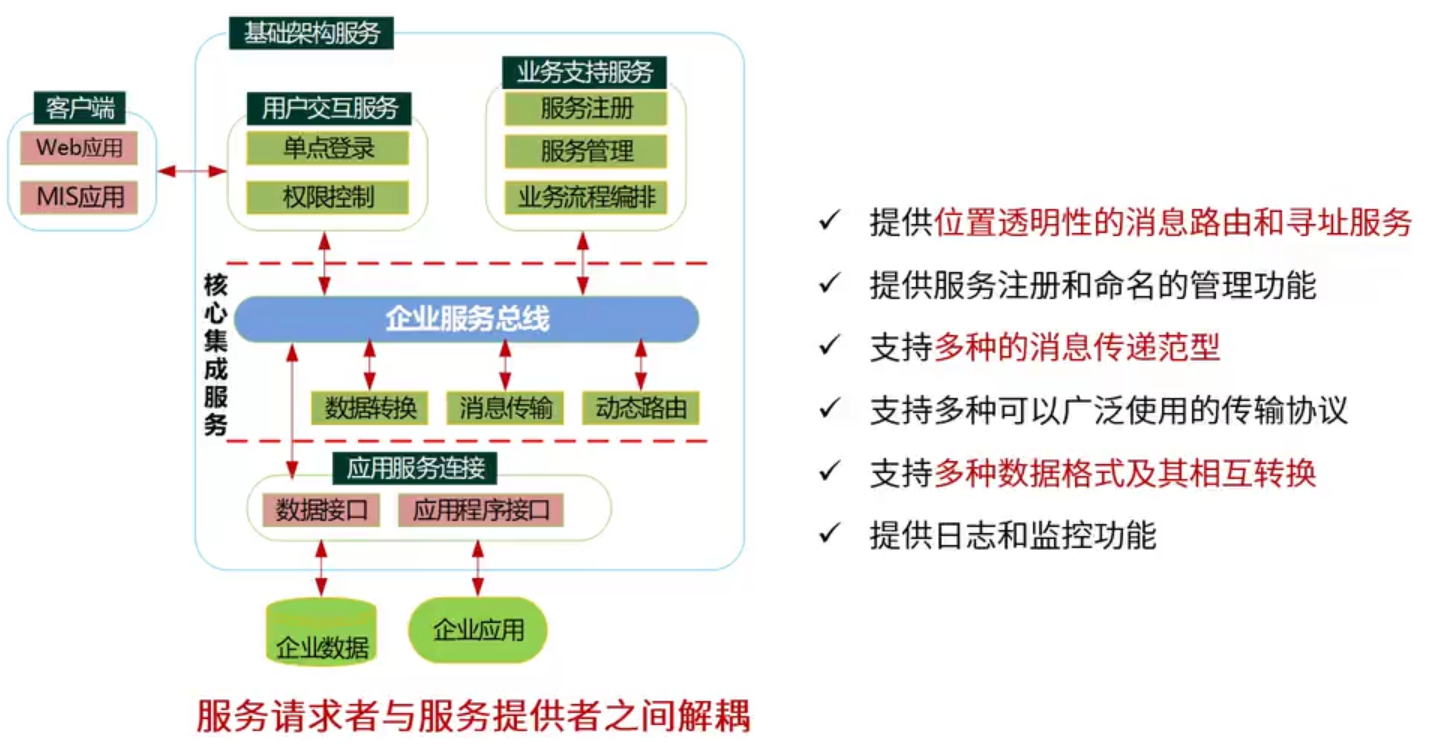 基础架构服务
业务支持服务
服务注册
服务管理
业务流程编排
客户端
Web应用
MIS应用
用户交互服务
单点登录
权限控制
核心集成服务
企业服务总线
数据转换
消息传输
动态路由
应用服务连接
数据接口
应用程序接口
企业数据
企业应用
服务请求者与服务提供者之间解耦
✓ 提供位置透明性的消息路由和寻址服务
✓ 提供服务注册和命名的管理功能
✓ 支持多种的消息传递范型
✓ 支持多种可以广泛使用的传输协议
✓ 支持多种数据格式及其相互转换
✓ 提供日志和监控功能